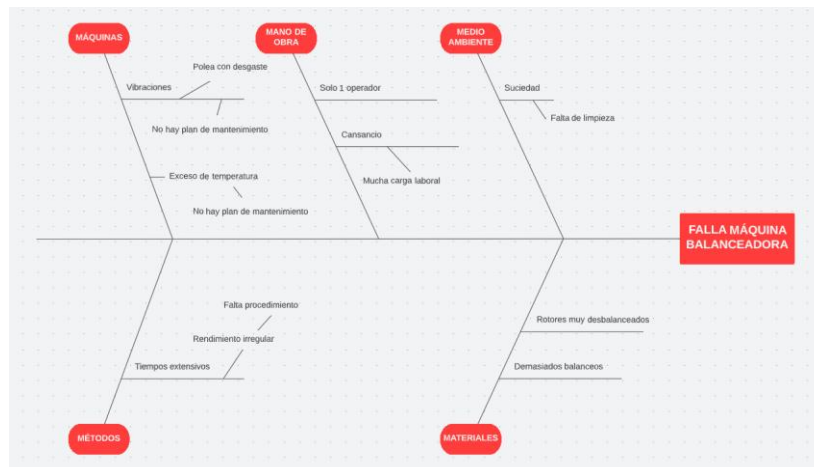 MÁQUINAS
MANO DE
OBRA
MEDIO
AMBIENTE
Polea con desgaste
Vibraciones
No hay plan de mantenimiento
Exceso de temperatura
No hay plan de mantenimiento
Solo 1 operador
Cansancio
Mucha carga laboral
Suciedad
Falta de limpieza
FALLA MÁQUINA
BALANCEADORA
Falta procedimiento
Rendimiento irregular
Tiempos extensivos
Rotores muy desbalanceados
Demasiados balanceos
MÉTODOS
MATERIALES